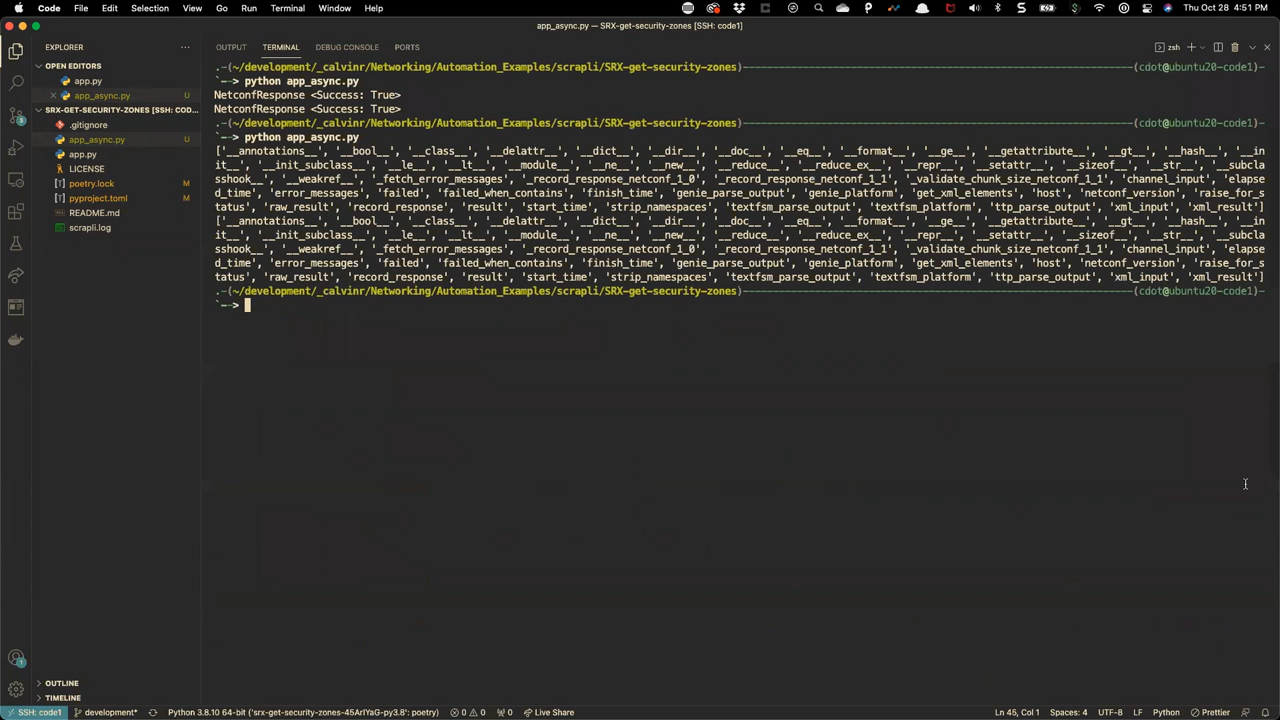 Code File Edit Selection View Go Run Terminal Window Help Thu Oct 28 4:51 PM
app_async.py — SRX-get-security-zones [SSH: code1]
EXPLORER ···
OPEN EDITORS
app.py
app_async.py U
SRX-GET-SECURITY-ZONES [SSH: COD...
.gitignore
app_async.py U
app.py
LICENSE
poetry.lock M
pyproject.toml M
README.md
scrapli.log
OUTLINE
TIMELINE
OUTPUT TERMINAL DEBUG CONSOLE PORTS zsh
.-(~/development/_calvinr/Networking/Automation_Examples/scrapli/SRX-get-security-zones) (cdot@ubuntu20-code1)-
`--> python app_async.py
NetconfResponse <Success: True>
NetconfResponse <Success: True>
.-(~/development/_calvinr/Networking/Automation_Examples/scrapli/SRX-get-security-zones) (cdot@ubuntu20-code1)-
`--> python app_async.py
['__annotations__', '__bool__', '__class__', '__delattr__', '__dict__', '__dir__', '__doc__', '__eq__', '__format__', '__ge__', '__getattribute__', '__gt__', '__hash__', '__in
it__', '__init_subclass__', '__le__', '__lt__', '__module__', '__ne__', '__new__', '__reduce__', '__reduce_ex__', '__repr__', '__setattr__', '__sizeof__', '__str__', '__subcla
sshook__', '__weakref__', '_fetch_error_messages', '_record_response_netconf_1_0', '_record_response_netconf_1_1', '_validate_chunk_size_netconf_1_1', 'channel_input', 'elapse
d_time', 'error_messages', 'failed', 'failed_when_contains', 'finish_time', 'genie_parse_output', 'genie_platform', 'get_xml_elements', 'host', 'netconf_version', 'raise_for_s
tatus', 'raw_result', 'record_response', 'result', 'start_time', 'strip_namespaces', 'textfsm_parse_output', 'textfsm_platform', 'ttp_parse_output', 'xml_input', 'xml_result']
['__annotations__', '__bool__', '__class__', '__delattr__', '__dict__', '__dir__', '__doc__', '__eq__', '__format__', '__ge__', '__getattribute__', '__gt__', '__hash__', '__in
it__', '__init_subclass__', '__le__', '__lt__', '__module__', '__ne__', '__new__', '__reduce__', '__reduce_ex__', '__repr__', '__setattr__', '__sizeof__', '__str__', '__subcla
sshook__', '__weakref__', '_fetch_error_messages', '_record_response_netconf_1_0', '_record_response_netconf_1_1', '_validate_chunk_size_netconf_1_1', 'channel_input', 'elapse
d_time', 'error_messages', 'failed', 'failed_when_contains', 'finish_time', 'genie_parse_output', 'genie_platform', 'get_xml_elements', 'host', 'netconf_version', 'raise_for_s
tatus', 'raw_result', 'record_response', 'result', 'start_time', 'strip_namespaces', 'textfsm_parse_output', 'textfsm_platform', 'ttp_parse_output', 'xml_input', 'xml_result']
.-(~/development/_calvinr/Networking/Automation_Examples/scrapli/SRX-get-security-zones) (cdot@ubuntu20-code1)-
`-->
SSH: code1 development* Python 3.8.10 64-bit ('srx-get-security-zones-45ArIYaG-py3.8': poetry) 0 0 0 Live Share Ln 45, Col 1 Spaces: 4 UTF-8 LF Python Prettier